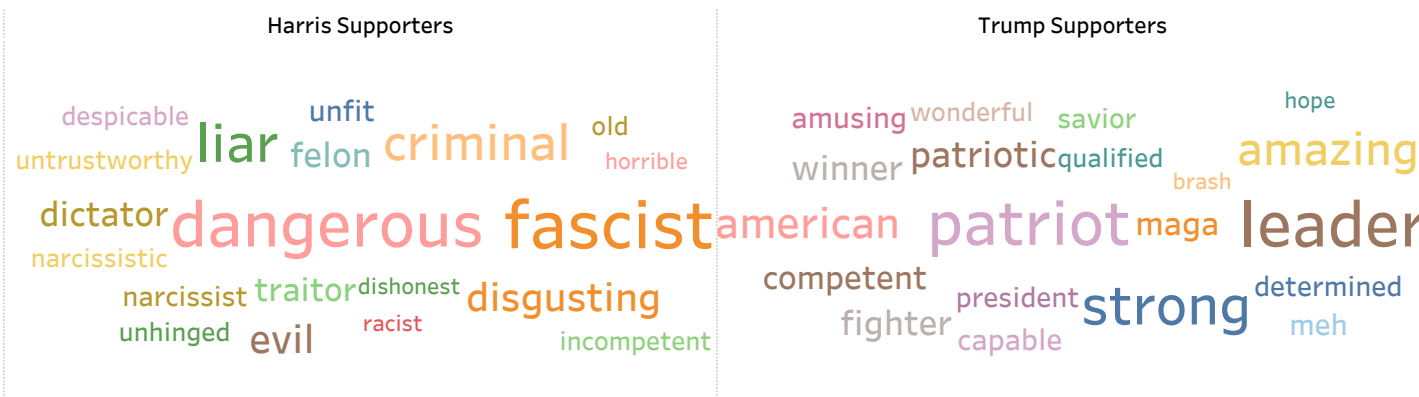 Harris Supporters
despicable
unfit
liar
criminal
old
untrustworthy
felon
horrible
dictator
dangerous
fascist
narcissistic
narcissist
traitor
dishonest
disgusting
unhinged
evil
racist
incompetent
Trump Supporters
hope
amusing
wonderful
savior
winner
patriotic
qualified
amazing
brash
american
patriot
maga
leader
competent
president
strong
determined
fighter
capable
meh